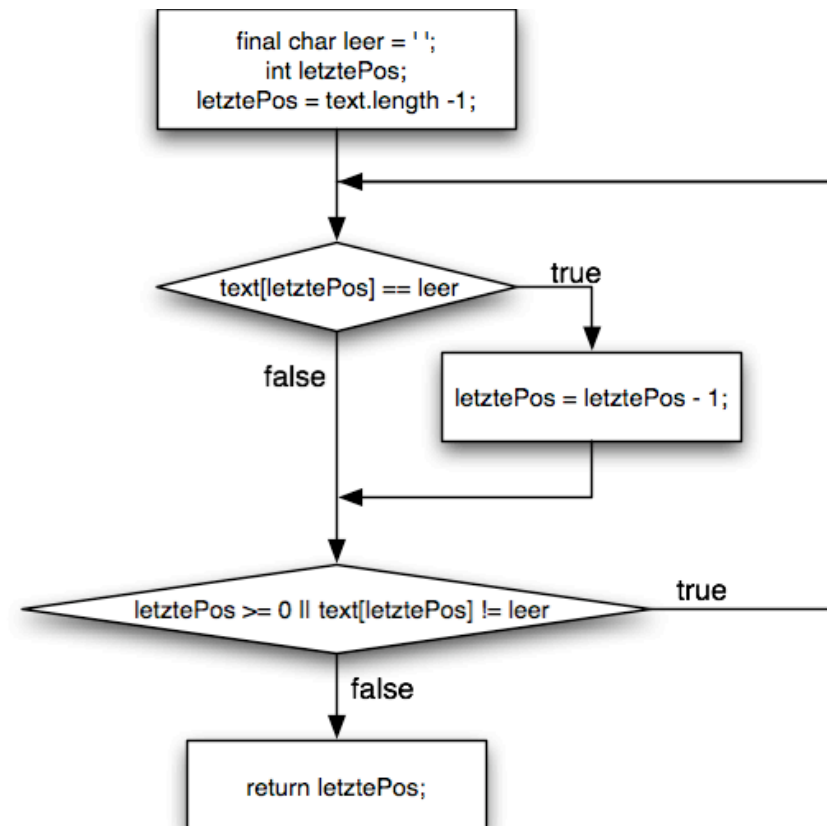 final char leer = ' ';
int letztePos;
letztePos = text.length -1;
text[letztePos] == leer
true
false
letztePos = letztePos - 1;
letztePos >= 0 || text[letztePos] != leer
true
false
return letztePos;